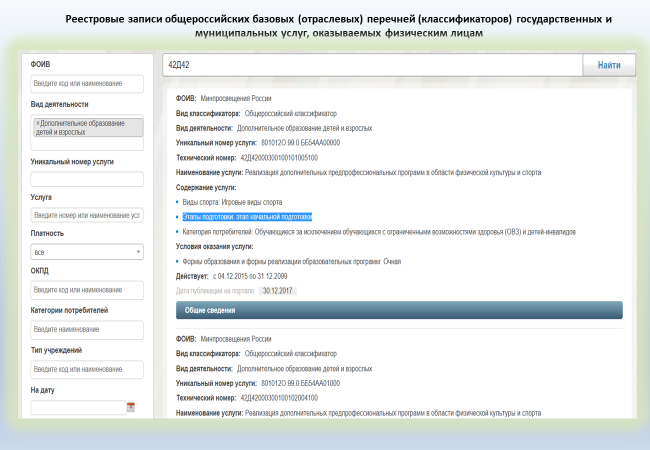 Реестровые записи общероссийских базовых (отраслевых) перечней (классификаторов) государственных и
муниципальных услуг, оказываемых физическим лицам
ФОИВ
Введите код или наименование
Вид деятельности
×Дополнительное образование
детей и взрослых
Уникальный номер услуги
Услуга
Введите номер или наименование усл
Платность
все
ОКПД
Введите код или наименование
Категории потребителей
Введите наименование
Тип учреждений
Введите код или наименование
На дату
42Д42
Найти
ФОИВ: Минпросвещения России
Вид классификатора: Общероссийский классификатор
Вид деятельности: Дополнительное образование детей и взрослых
Уникальный номер услуги: 801012О.99.0.ББ54АА00000
Технический номер: 42Д42000300100101005100
Наименование услуги: Реализация дополнительных предпрофессиональных программ в области физической культуры и спорта
Содержание услуги:
Виды спорта: Игровые виды спорта
Этапы подготовки: этап начальной подготовки
Категория потребителей: Обучающиеся за исключением обучающихся с ограниченными возможностями здоровья (ОВЗ) и детей-инвалидов
Условия оказания услуги:
Формы образования и формы реализации образовательных программ: Очная
Действует: с 04.12.2015 по 31.12.2099
Дата публикации на портале 30.12.2017
Общие сведения
ФОИВ: Минпросвещения России
Вид классификатора: Общероссийский классификатор
Вид деятельности: Дополнительное образование детей и взрослых
Уникальный номер услуги: 801012О.99.0.ББ54АА01000
Технический номер: 42Д42000300100102004100
Наименование услуги: Реализация дополнительных предпрофессиональных программ в области физической культуры и спорта